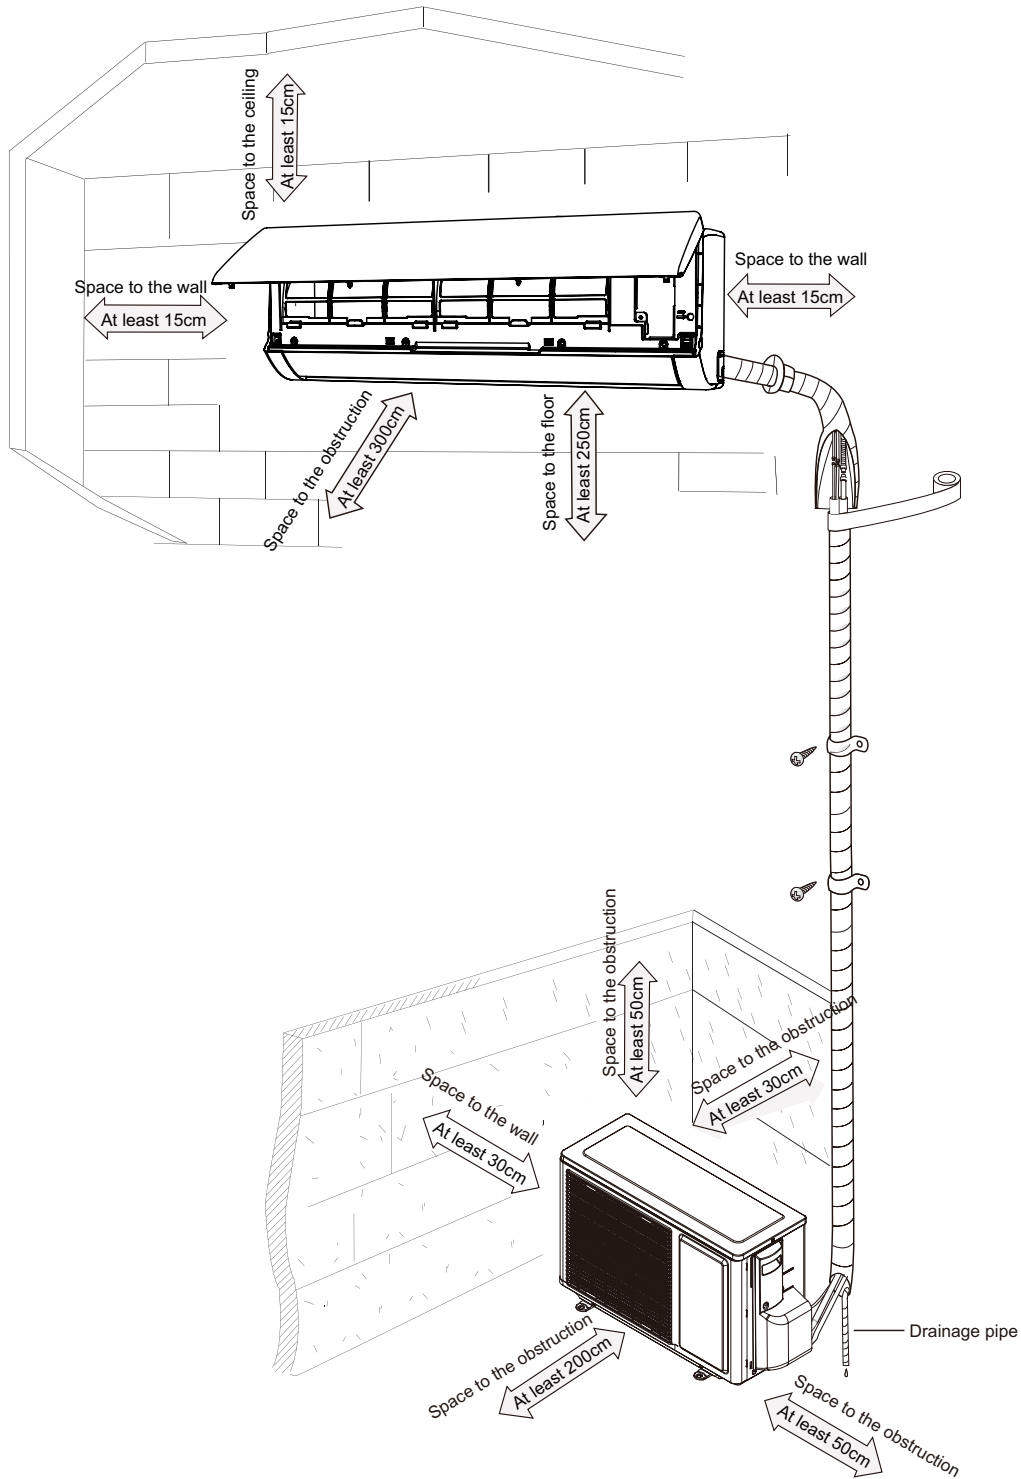 Space to the ceiling
At least 15cm
Space to the wall
At least 15cm
Space to the wall
At least 15cm
Space to the obstruction
At least 300cm
Space to the floor
At least 250cm
Space to the obstruction
At least 50cm
Space to the obstruction
At least 30cm
Space to the wall
At least 30cm
Space to the obstruction
At least 200cm
Drainage pipe
Space to the obstruction
At least 50cm